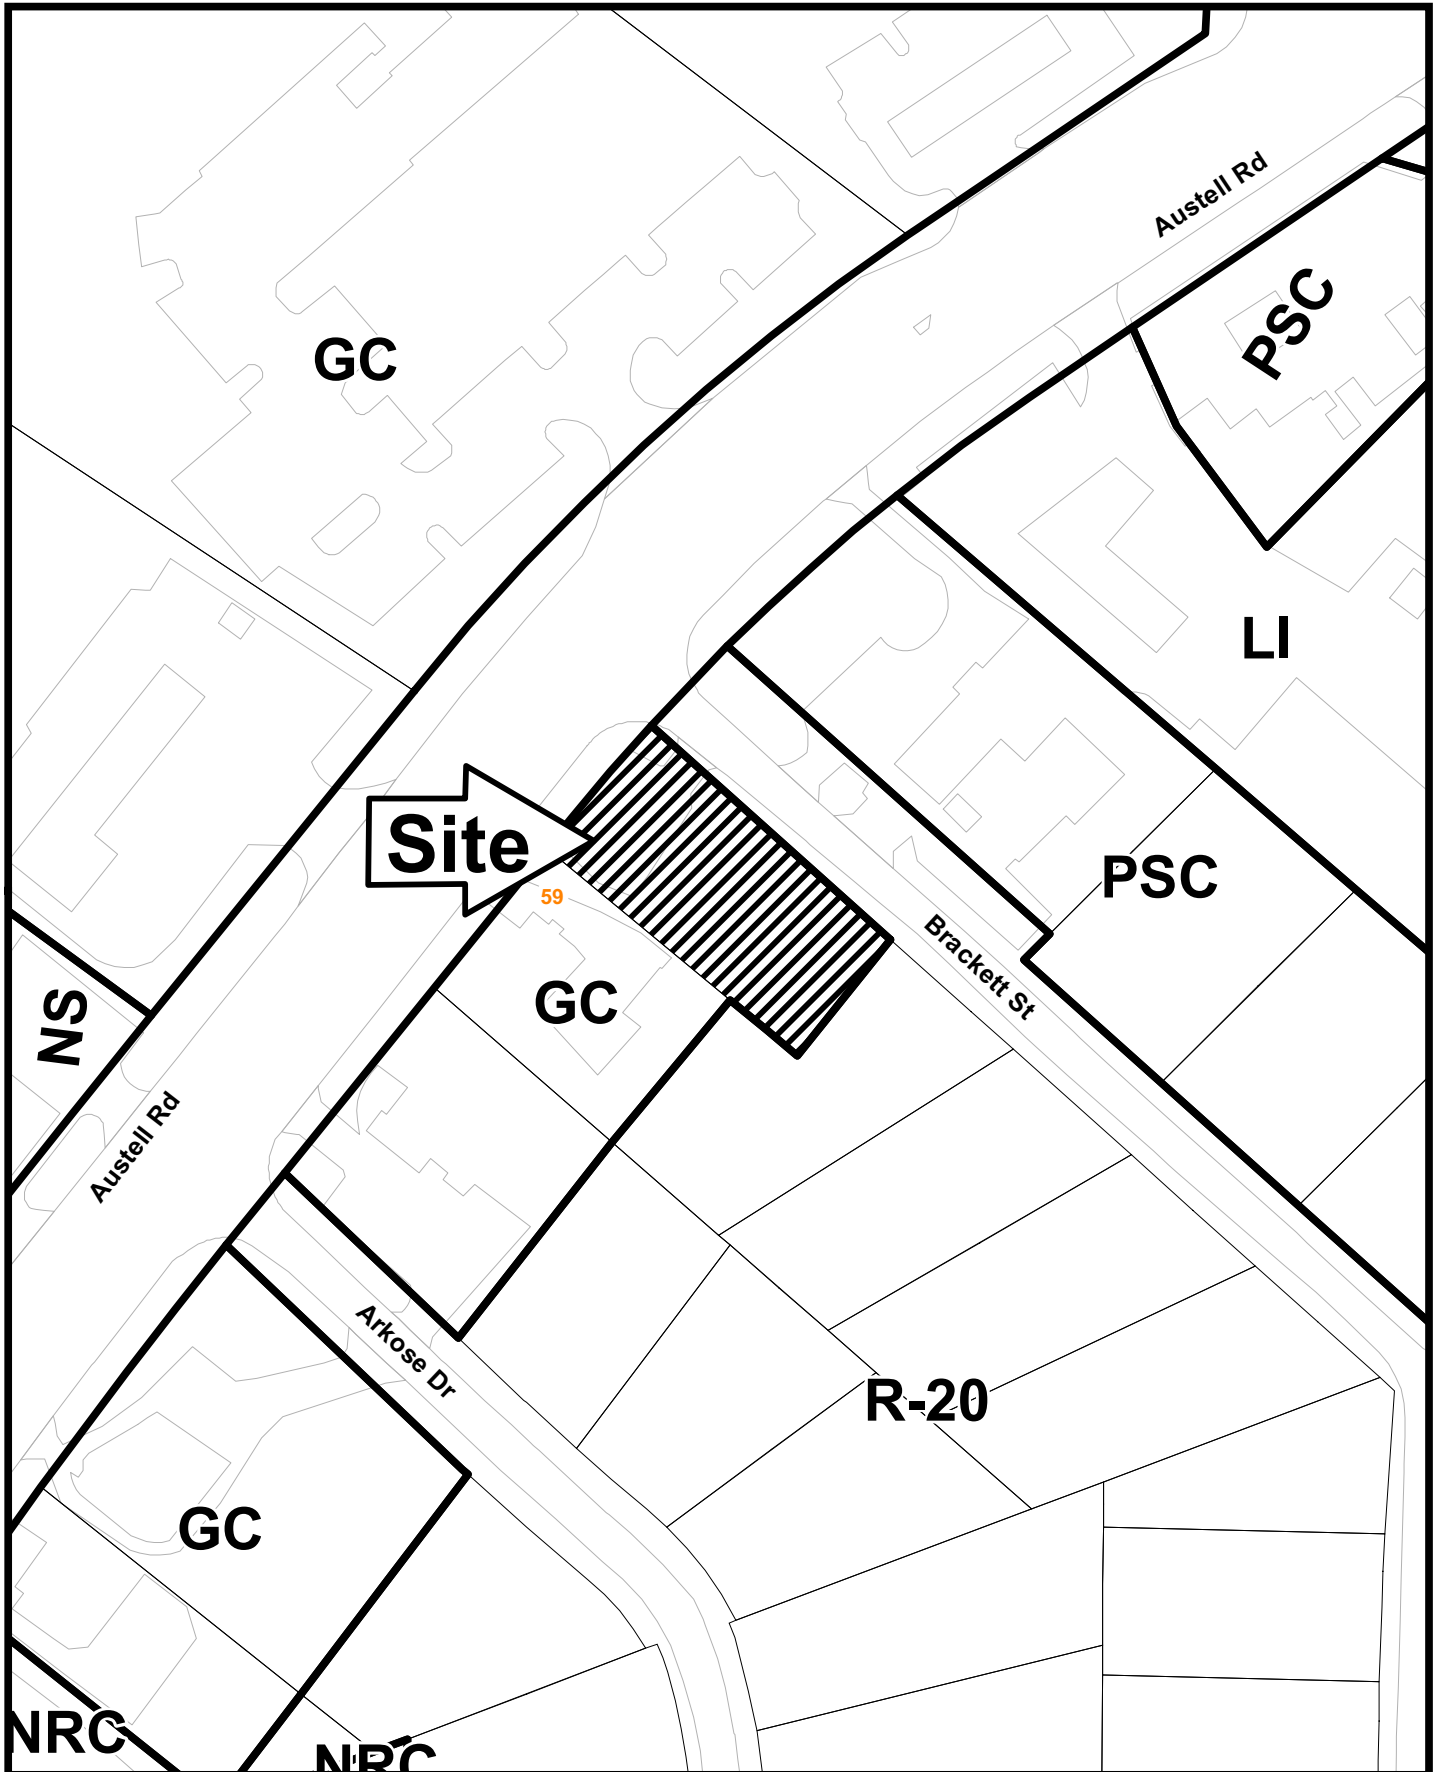 Austell Rd
PSC
GC
LI
Site
PSC
59
Brackett St
GC
NS
Austell Rd
Arkose Dr
R-20
GC
NRC
NRC